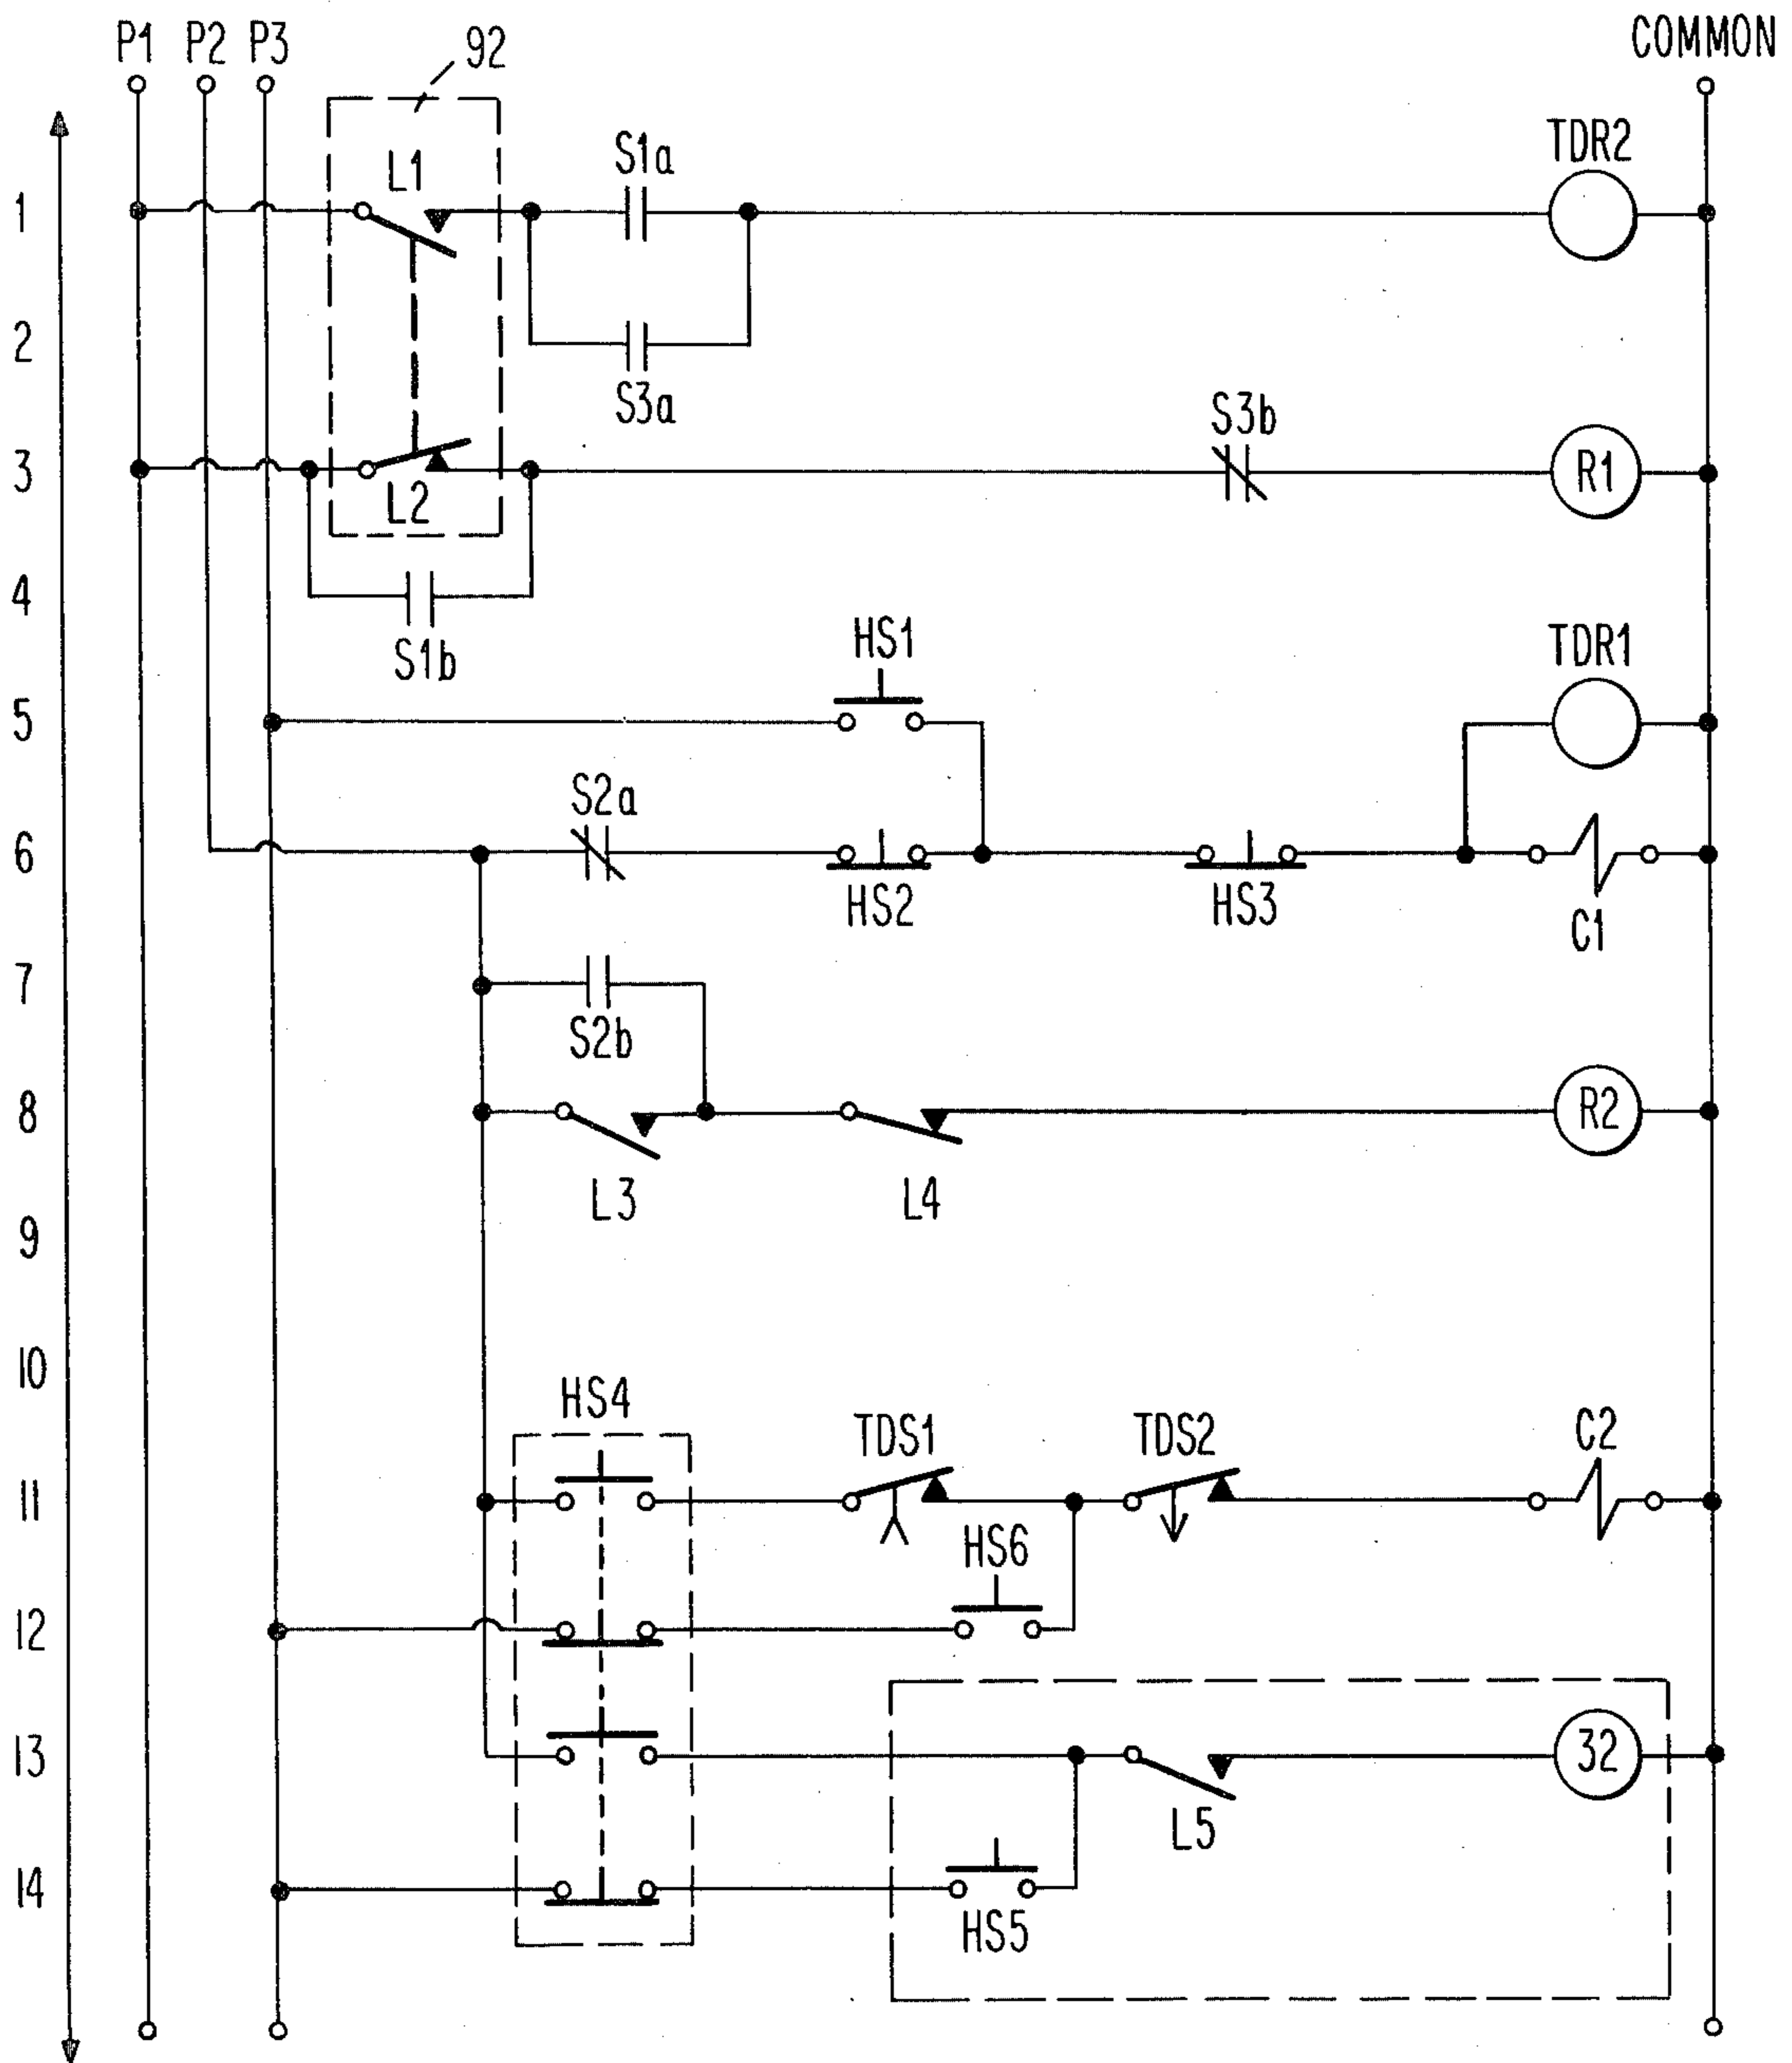 P1 P2 P3 92 COMMON
S1a TDR2
L1
1
2
S3a
S3b
3 R1
L2
4
S1b HS1 TDR1
5
S2a
6
HS2 HS3 C1
7
S2b
8 R2
L3 L4
9
10
HS4 TDS1 TDS2 C2
11
HS6
12
13 32
L5
14
HS5